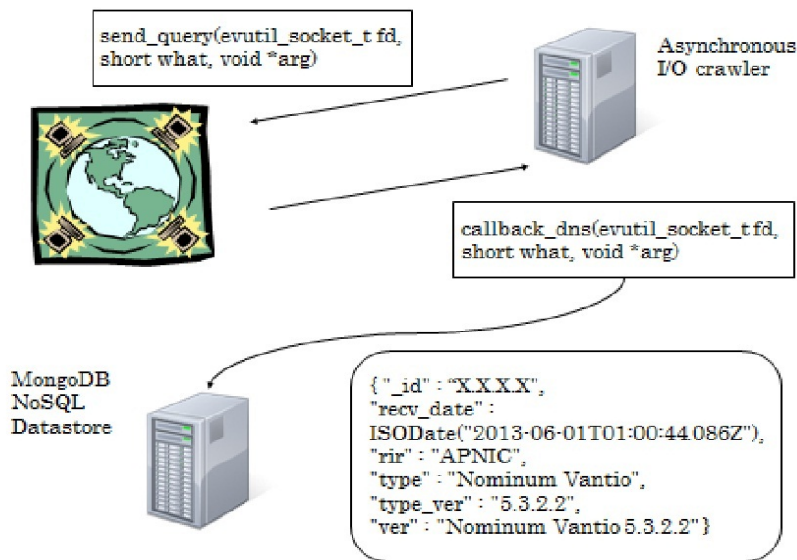 send_query(evutil_socket_t fd,
short what, void *arg)
Asynchronous
I/O crawler
callback_dns(evutil_socket_t fd,
short what, void *arg)
MongoDB
NoSQL
Datastore
{ "_id" : "X.X.X.X",
"recv_date" :
ISODate("2013-06-01T01:00:44.086Z"),
"rir" : "APNIC",
"type" : "Nominum Vantio",
"type_ver" : "5.3.2.2",
"ver" : "Nominum Vantio 5.3.2.2" }